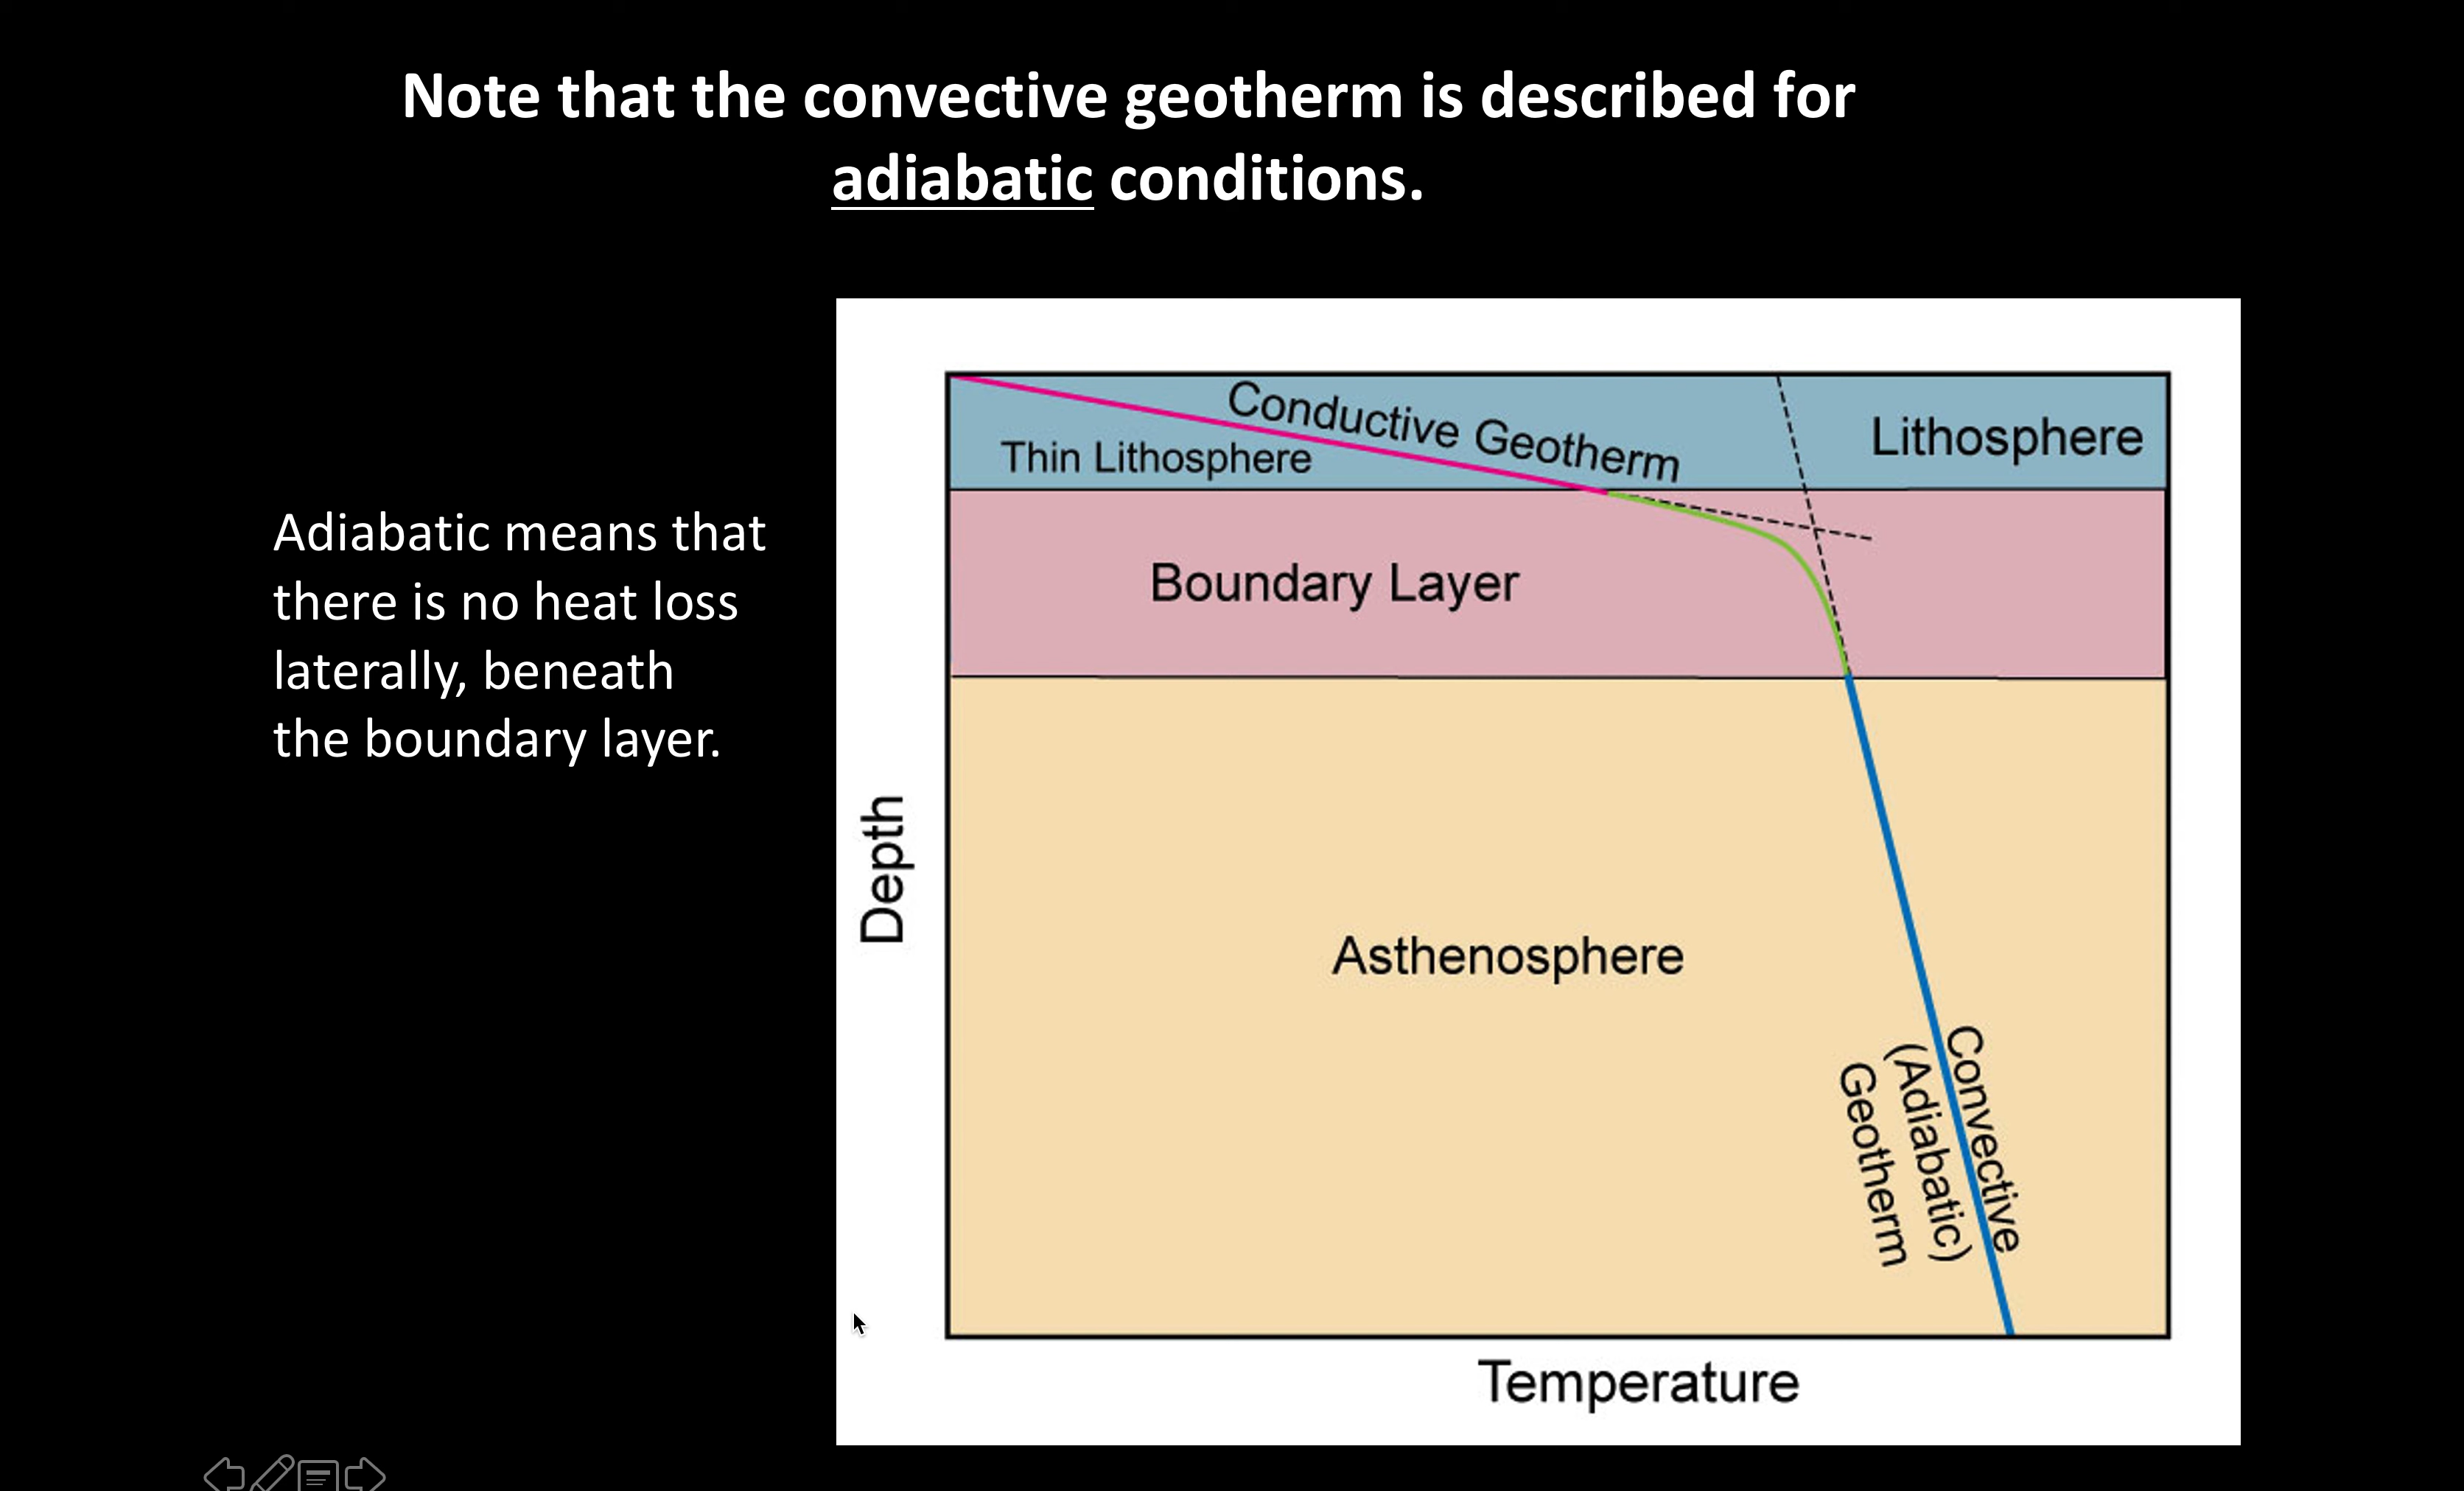 Note that the convective geotherm is described for
adiabatic conditions.
Adiabatic means that
there is no heat loss
laterally, beneath
the boundary layer.
Conductive Geotherm
Lithosphere
Thin Lithosphere
Boundary Layer
Asthenosphere
Convective
(Adiabatic)
Geotherm
Depth
Temperature